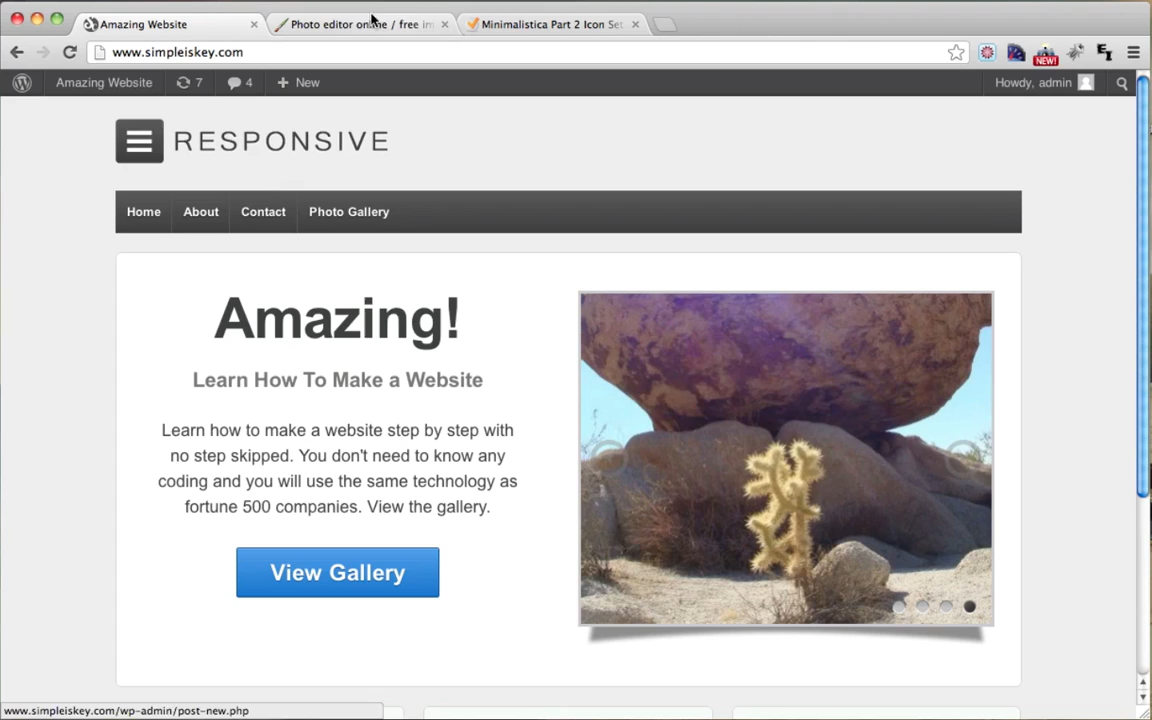 Amazing Website
Photo editor online / free im
Minimalistica Part 2 Icon Set
www.simpleiskey.com
NEW!
EI
Amazing Website
7
4
+ New
Howdy, admin
RESPONSIVE
Home
About
Contact
Photo Gallery
Amazing!
Learn How To Make a Website
Learn how to make a website step by step with
no step skipped. You don't need to know any
coding and you will use the same technology as
fortune 500 companies. View the gallery.
View Gallery
www.simpleiskey.com/wp-admin/post-new.php